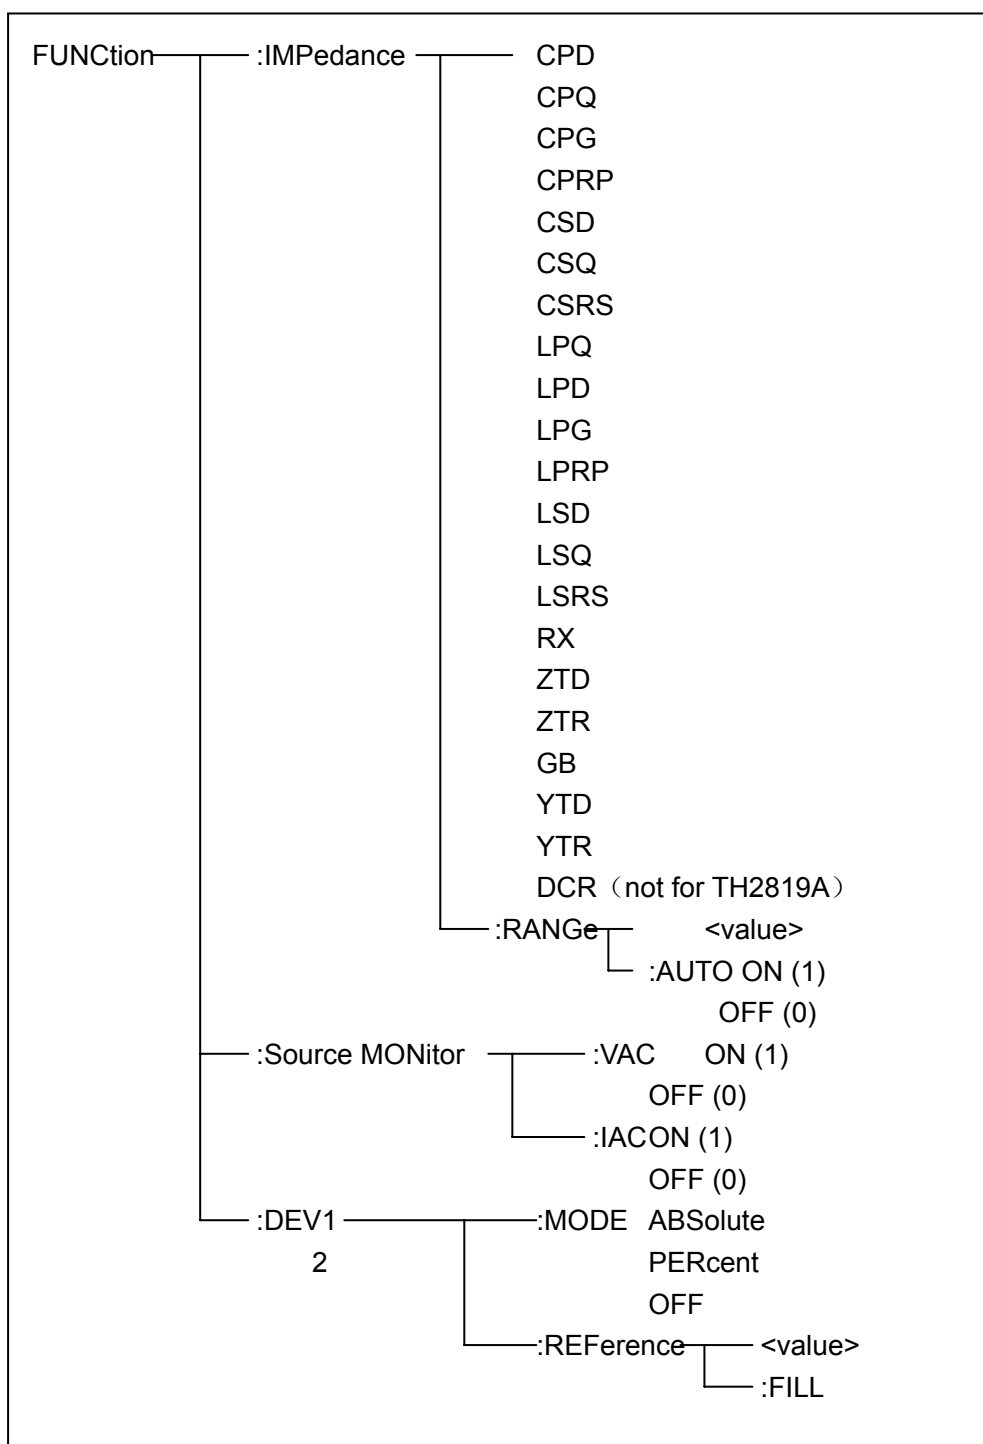 FUNCtion :IMPedance CPD
CPQ
CPG
CPRP
CSD
CSQ
CSRS
LPQ
LPD
LPG
LPRP
LSD
LSQ
LSRS
RX
ZTD
ZTR
GB
YTD
YTR
DCR（not for TH2819A）
:RANGe <value>
:AUTO ON (1)
OFF (0)
:Source MONitor :VAC ON (1)
OFF (0)
:IACON (1)
OFF (0)
:DEV1 :MODE ABSolute
2 PERcent
OFF
:REFerence <value>
:FILL